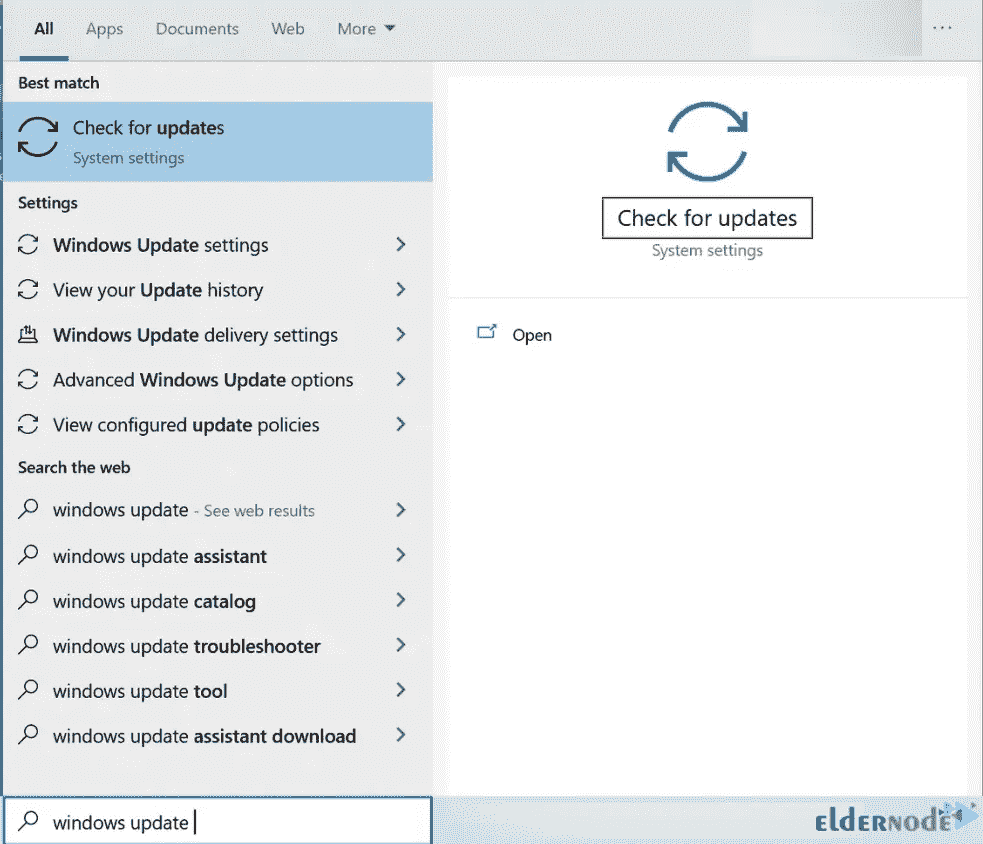 All Apps Documents Web More ...
Best match
Check for updates
System settings
Settings
Windows Update settings
View your Update history
Windows Update delivery settings
Advanced Windows Update options
View configured update policies
Search the web
windows update - See web results
windows update assistant
windows update catalog
windows update troubleshooter
windows update tool
windows update assistant download
windows update
Check for updates
System settings
Open
eldernode